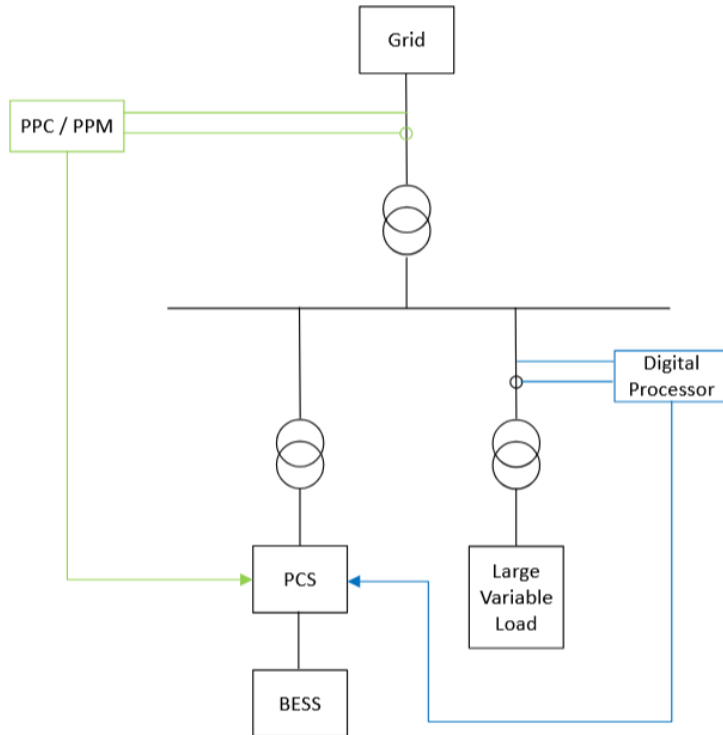 Grid
PPC / PPM
Digital
Processor
PCS
Large
Variable
Load
BESS